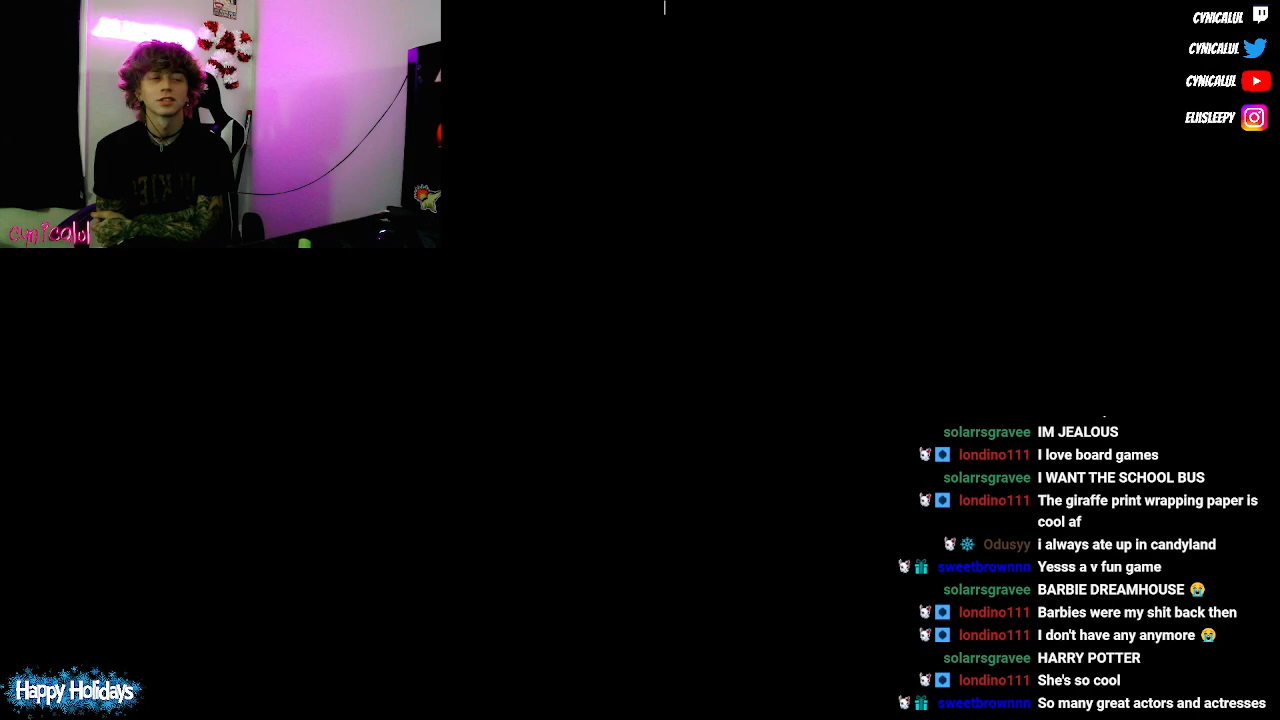 CYNICALUL
CYNICALUL
CYNICALUL
ELIISLEEPY
cynicalul
solarrsgravee IM JEALOUS
londino111 I love board games
solarrsgravee I WANT THE SCHOOL BUS
londino111 The giraffe print wrapping paper is
cool af
Odusyy i always ate up in candyland
sweetbrownnn Yesss a v fun game
solarrsgravee BARBIE DREAMHOUSE 😭
londino111 Barbies were my shit back then
londino111 I don't have any anymore 😭
solarrsgravee HARRY POTTER
londino111 She's so cool
sweetbrownnn So many great actors and actresses
Happy Holidays